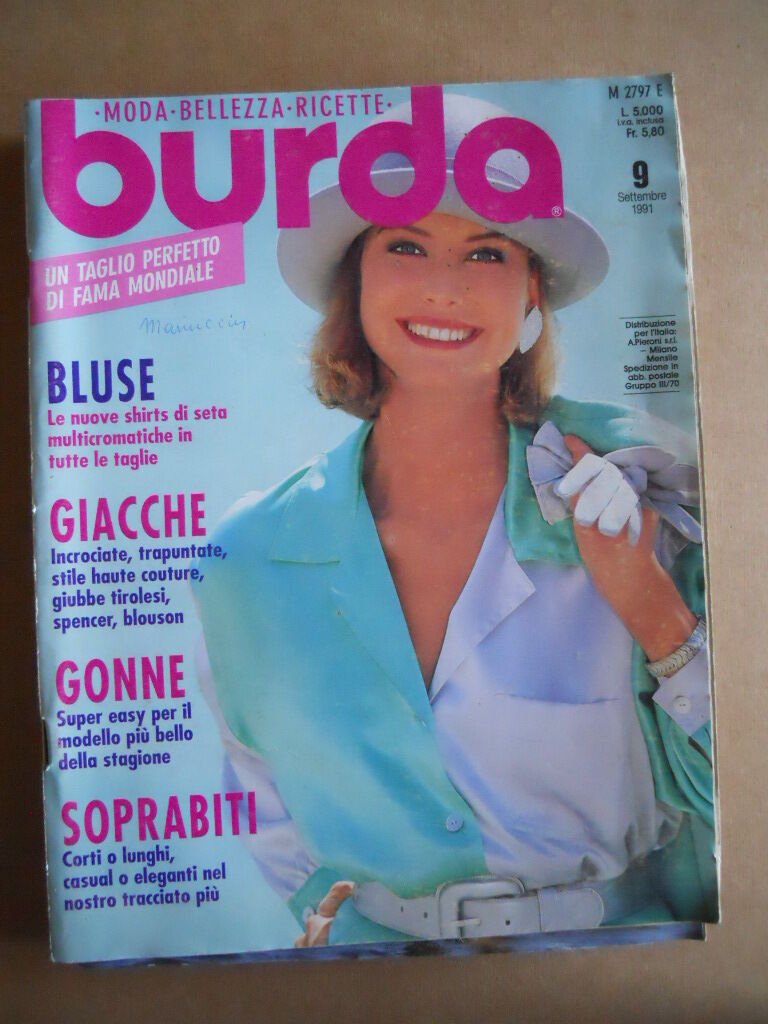 ·MODA·BELLEZZA·RICETTE·
burda®
M 2797 E
L. 5.000
i.v.a. inclusa
Fr. 5,80
9
Settembre
1991
UN TAGLIO PERFETTO
DI FAMA MONDIALE
Distribuzione
per l'Italia:
A.Pieroni s.r.l.
– Milano
Mensile
Spedizione in
abb. postale
Gruppo III/70
BLUSE
Le nuove shirts di seta
multicromatiche in
tutte le taglie
GIACCHE
Incrociate, trapuntate,
stile haute couture,
giubbe tirolesi,
spencer, blouson
GONNE
Super easy per il
modello più bello
della stagione
SOPRABITI
Corti o lunghi,
casual o eleganti nel
nostro tracciato più